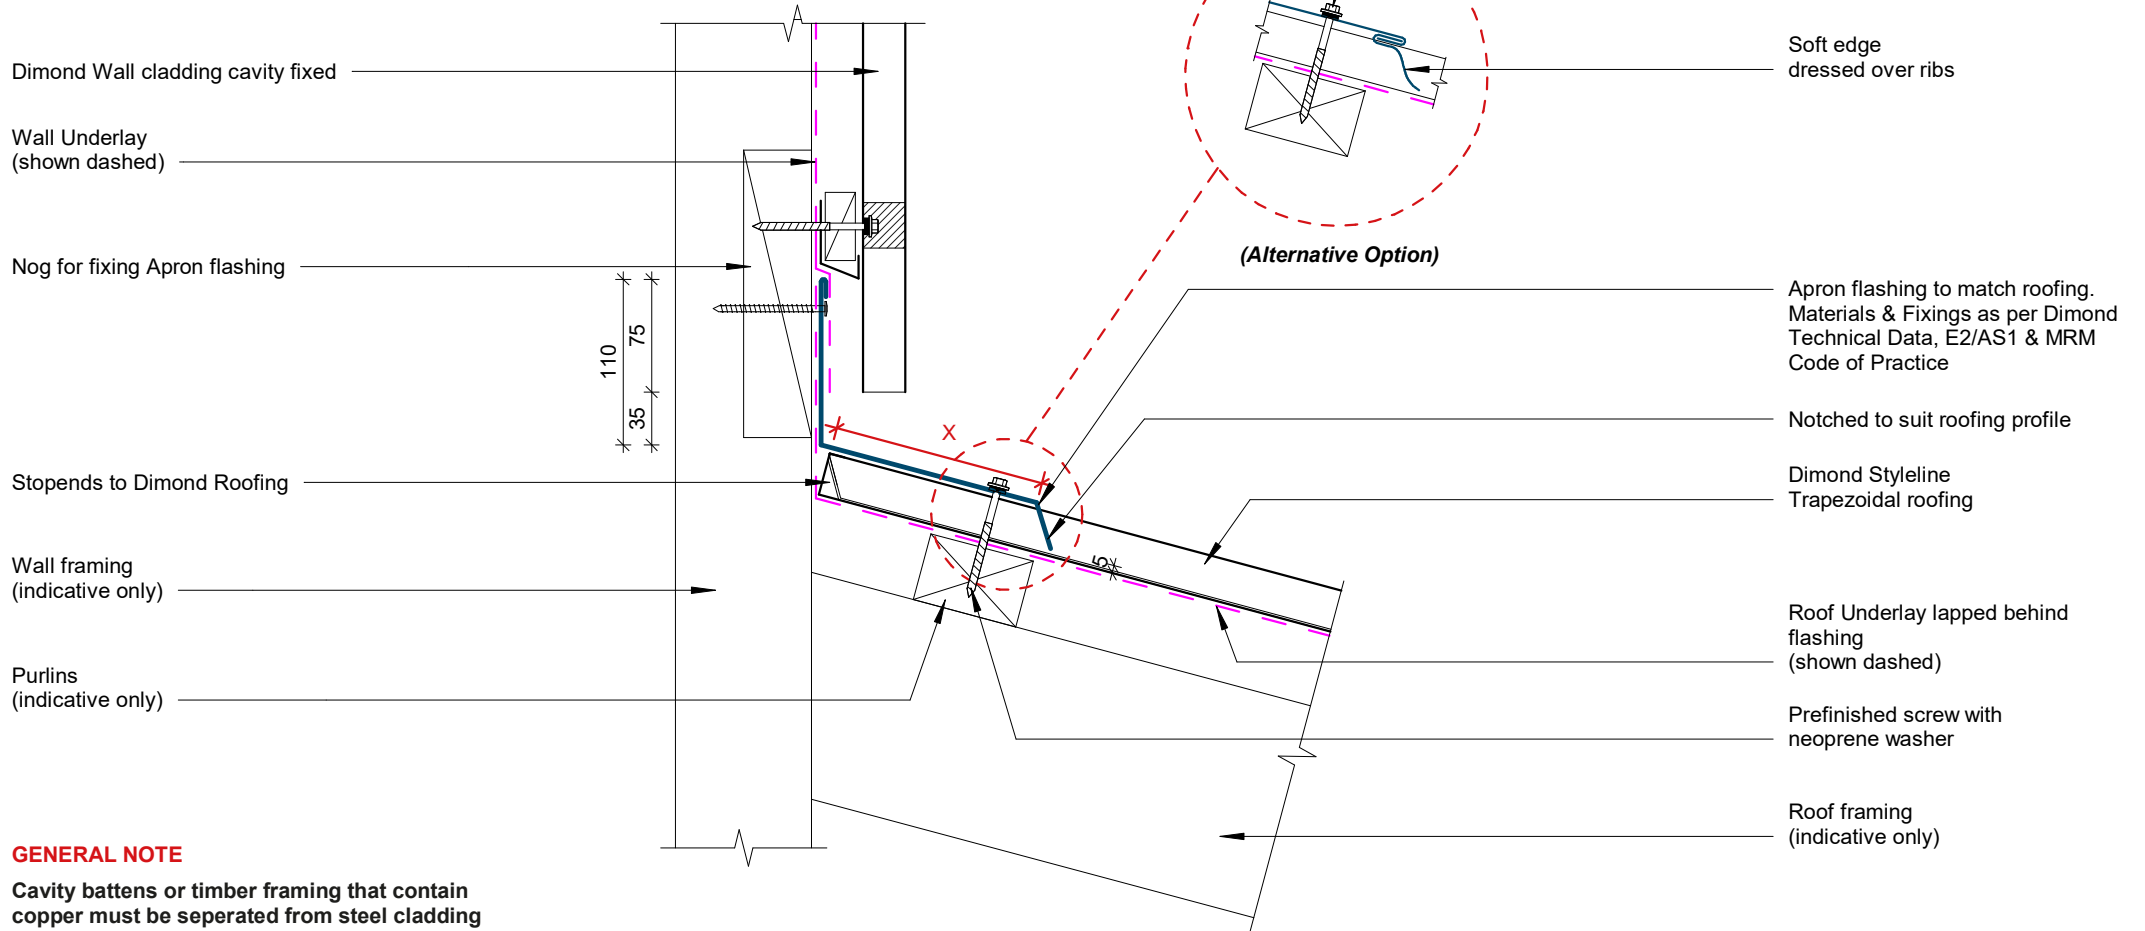 Dimond Wall cladding cavity fixed
Wall Underlay
(shown dashed)
Nog for fixing Apron flashing
110
75
35
Stopends to Dimond Roofing
Wall framing
(indicative only)
Purlins
(indicative only)
GENERAL NOTE
Cavity battens or timber framing that contain
copper must be seperated from steel cladding
X
5
(Alternative Option)
Soft edge
dressed over ribs
Apron flashing to match roofing.
Materials & Fixings as per Dimond
Technical Data, E2/AS1 & MRM
Code of Practice
Notched to suit roofing profile
Dimond Styleline
Trapezoidal roofing
Roof Underlay lapped behind
flashing
(shown dashed)
Prefinished screw with
neoprene washer
Roof framing
(indicative only)